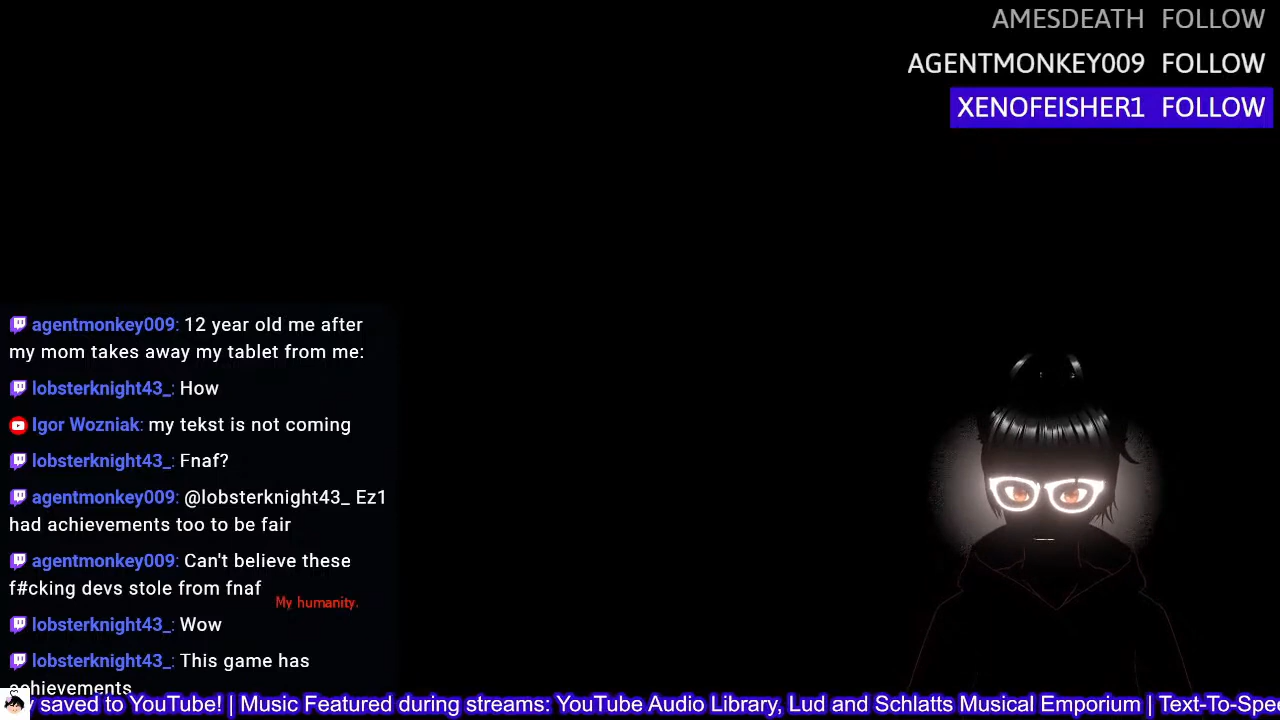 AMESDEATH FOLLOW
AGENTMONKEY009 FOLLOW
XENOFEISHER1 FOLLOW
agentmonkey009: 12 year old me after
my mom takes away my tablet from me:
lobsterknight43_: How
Igor Wozniak: my tekst is not coming
lobsterknight43_: Fnaf?
agentmonkey009: @lobsterknight43_ Ez1
had achievements too to be fair
agentmonkey009: Can't believe these
f#cking devs stole from fnaf
My humanity.
lobsterknight43_: Wow
lobsterknight43_: This game has
achievements
saved to YouTube! | Music Featured during streams: YouTube Audio Library, Lud and Schlatts Musical Emporium | Text-To-Spee